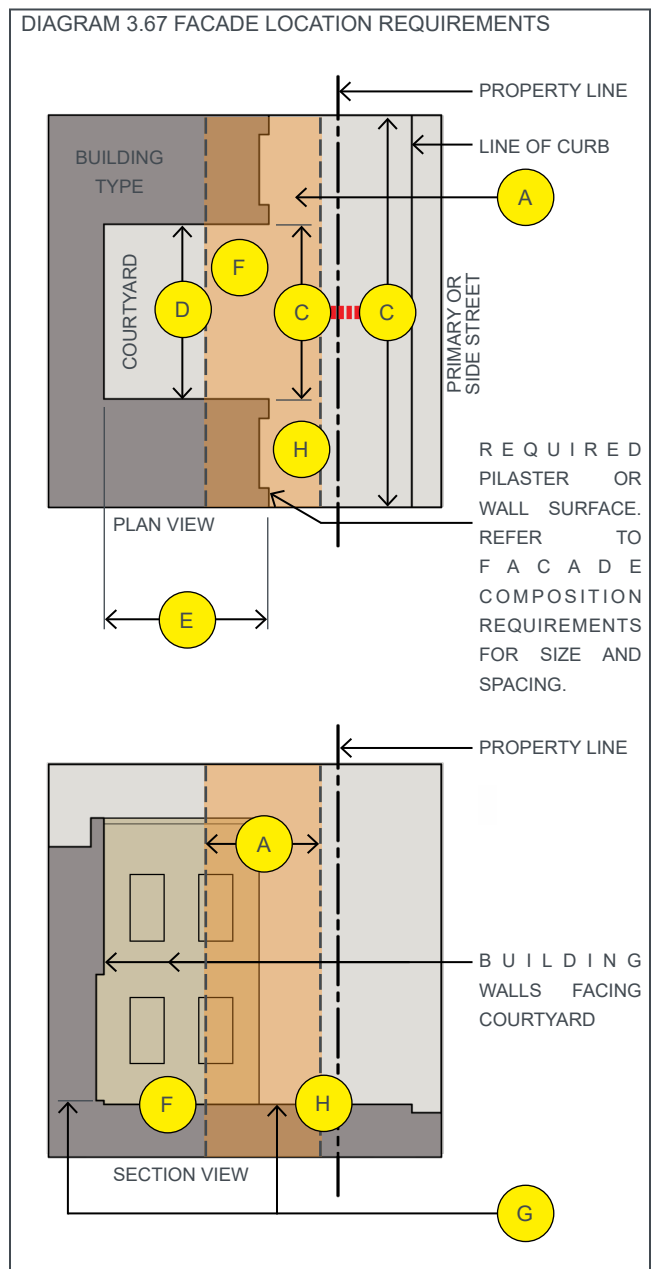 DIAGRAM 3.67 FACADE LOCATION REQUIREMENTS
PROPERTY LINE
LINE OF CURB
BUILDING
TYPE
A
COURTYARD
F
D
C
C
PRIMARY OR
SIDE STREET
H
REQUIRED
PILASTER OR
WALL SURFACE.
REFER TO
FACADE
COMPOSITION
REQUIREMENTS
FOR SIZE AND
SPACING.
PLAN VIEW
E
PROPERTY LINE
A
BUILDING
WALLS FACING
COURTYARD
F
H
SECTION VIEW
G